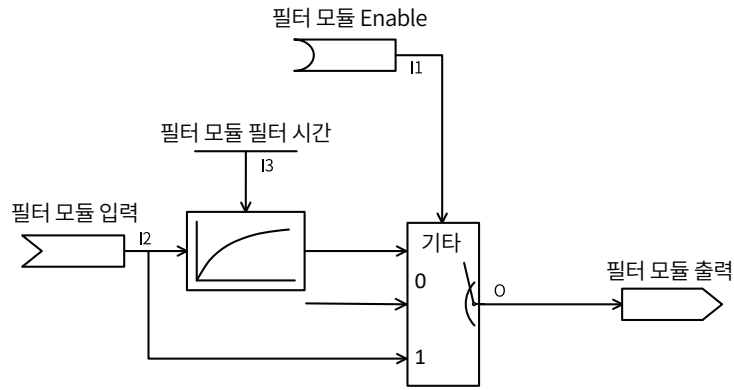 필터 모듈 Enable
I1
필터 모듈 필터 시간
I3
필터 모듈 입력
I2
기타
0
1
필터 모듈 출력
O